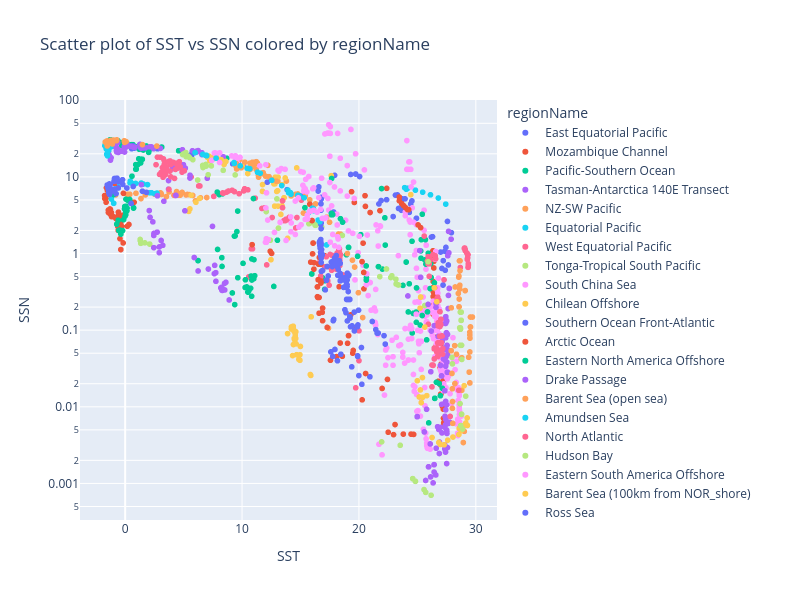 Scatter plot of SST vs SSN colored by regionName
regionName
East Equatorial Pacific
Mozambique Channel
Pacific-Southern Ocean
Tasman-Antarctica 140E Transect
NZ-SW Pacific
Equatorial Pacific
West Equatorial Pacific
Tonga-Tropical South Pacific
South China Sea
Chilean Offshore
Southern Ocean Front-Atlantic
Arctic Ocean
Eastern North America Offshore
Drake Passage
Barent Sea (open sea)
Amundsen Sea
North Atlantic
Hudson Bay
Eastern South America Offshore
Barent Sea (100km from NOR_shore)
Ross Sea
100
5
2
10
5
2
1
5
2
0.1
5
2
0.01
5
2
0.001
5
SSN
0 10 20 30
SST